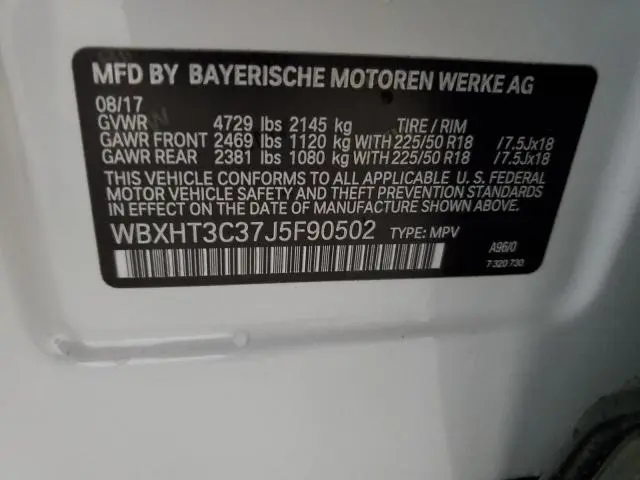 MFD BY BAYERISCHE MOTOREN WERKE AG
08/17
GVWR 4729 lbs 2145 kg TIRE / RIM
GAWR FRONT 2469 lbs 1120 kg WITH 225/50 R18 /7.5Jx18
GAWR REAR 2381 lbs 1080 kg WITH 225/50 R18 /7.5Jx18
THIS VEHICLE CONFORMS TO ALL APPLICABLE U. S. FEDERAL
MOTOR VEHICLE SAFETY AND THEFT PREVENTION STANDARDS
IN EFFECT ON THE DATE OF MANUFACTURE SHOWN ABOVE.
WBXHT3C37J5F90502 TYPE: MPV
A96/0
7 320 730